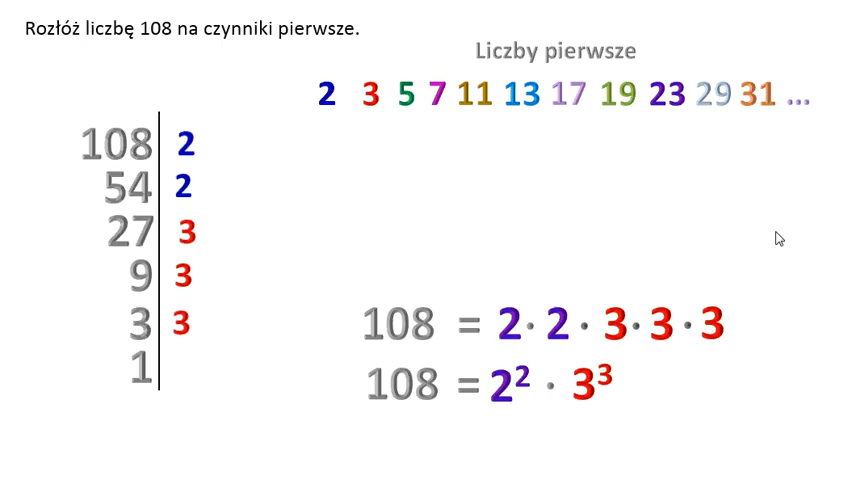 Rozłóż liczbę 108 na czynniki pierwsze.
Liczby pierwsze
2 3 5 7 11 13 17 19 23 29 31 ...
108 2
54 2
27 3
9 3
3 3
1
108 = 2 · 2 · 3 · 3 · 3
108 = 2² · 3³